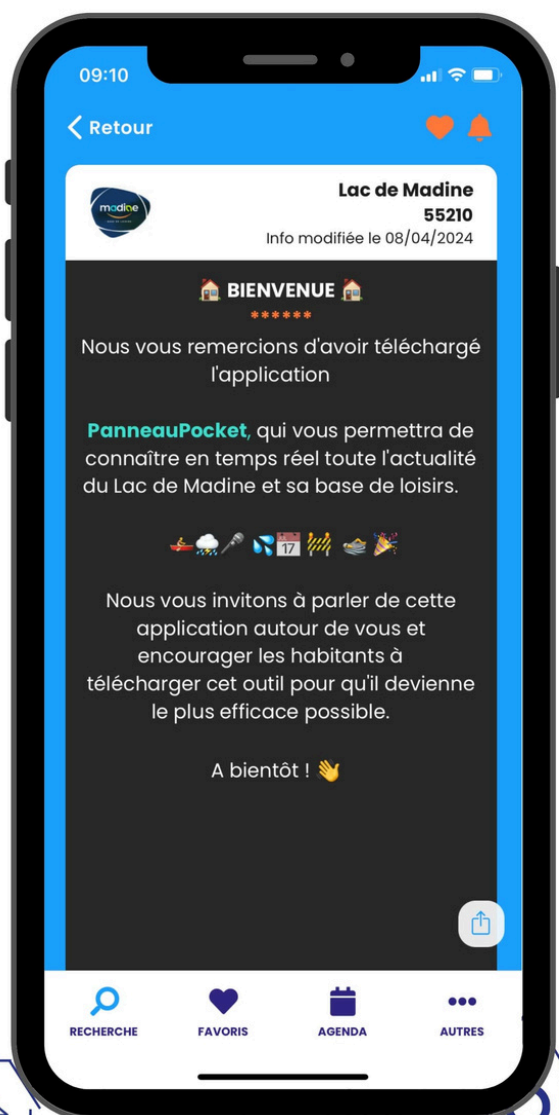 09:10
Retour
madine
Lac de Madine
55210
Info modifiée le 08/04/2024
🏠 BIENVENUE 🏠
******
Nous vous remercions d'avoir téléchargé
l'application
PanneauPocket, qui vous permettra de
connaître en temps réel toute l'actualité
du Lac de Madine et sa base de loisirs.
17
Nous vous invitons à parler de cette
application autour de vous et
encourager les habitants à
télécharger cet outil pour qu'il devienne
le plus efficace possible.
A bientôt ! 👋
RECHERCHE FAVORIS AGENDA AUTRES